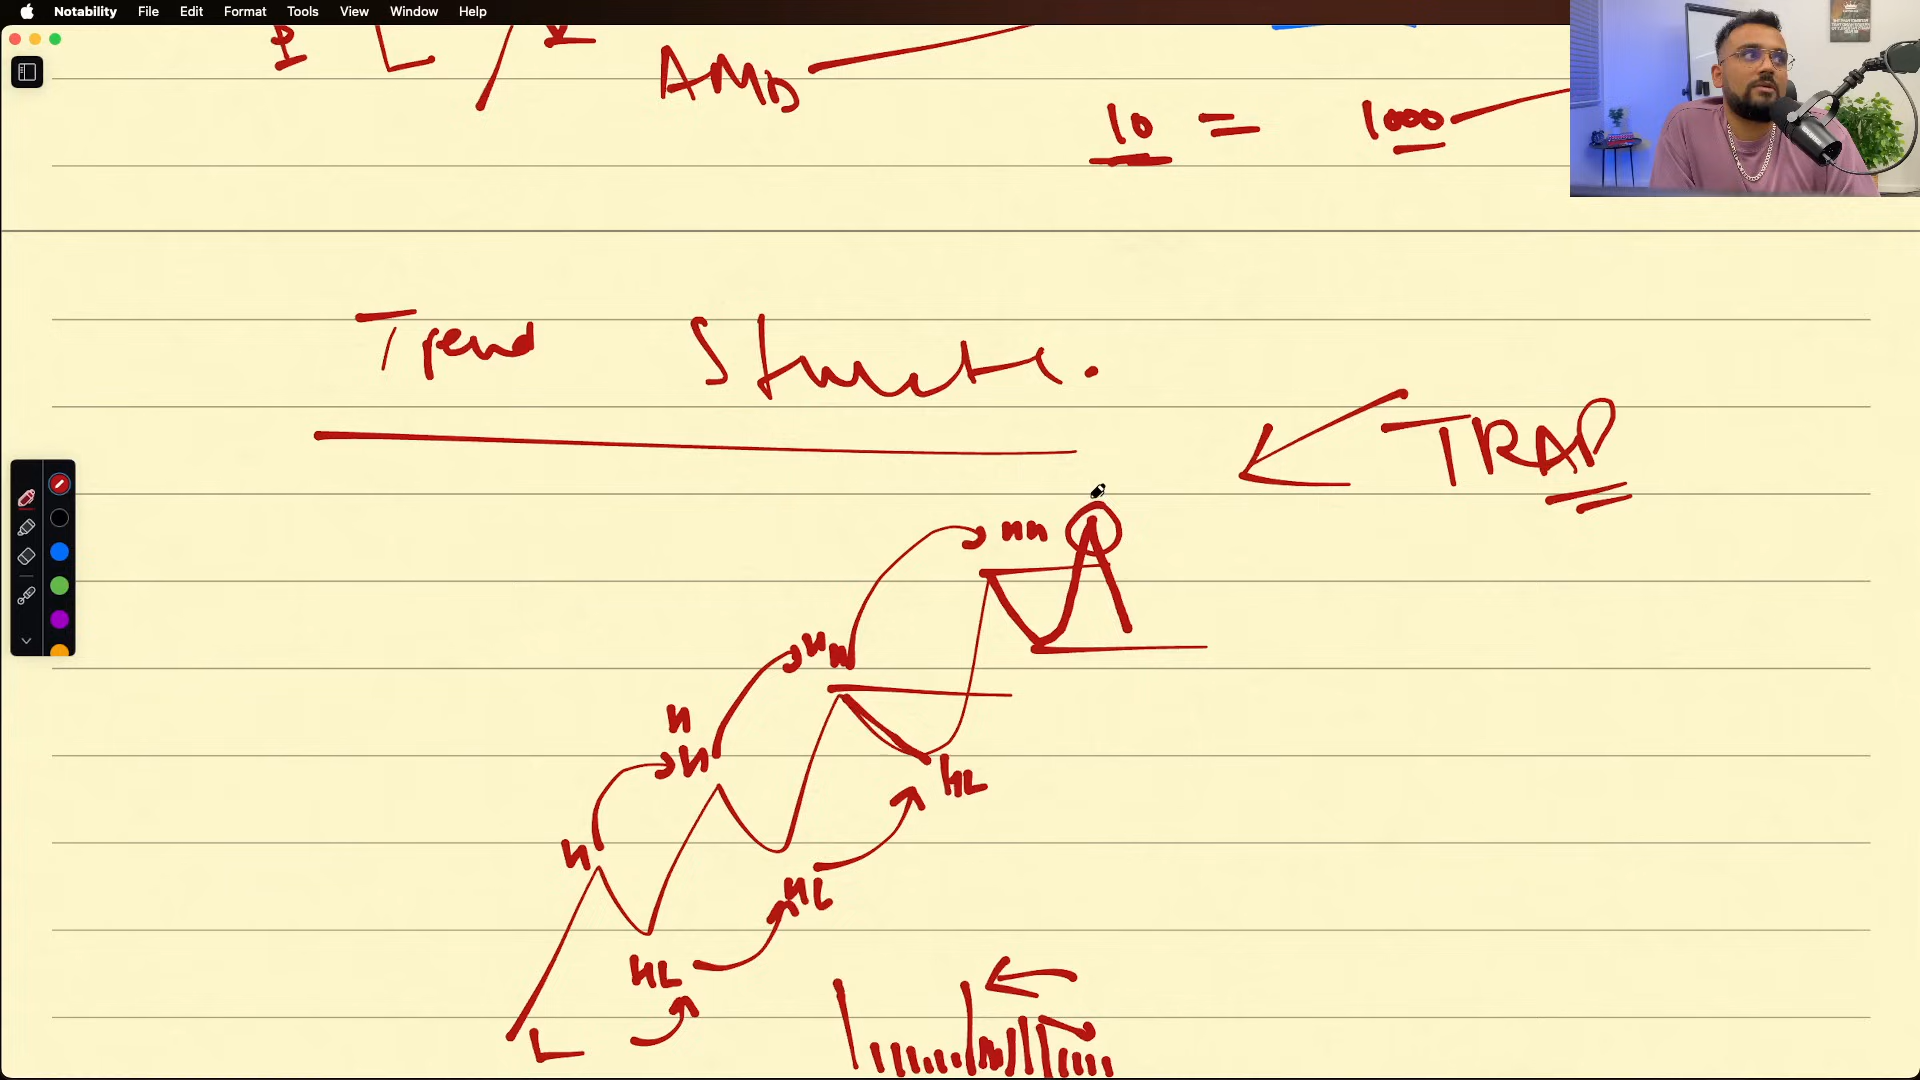 Notability File Edit Format Tools View Window Help
AMD
10 = 1000
Trend Structure.
TRAP
HH
HH
H
H
HL
H
HL
HL
L